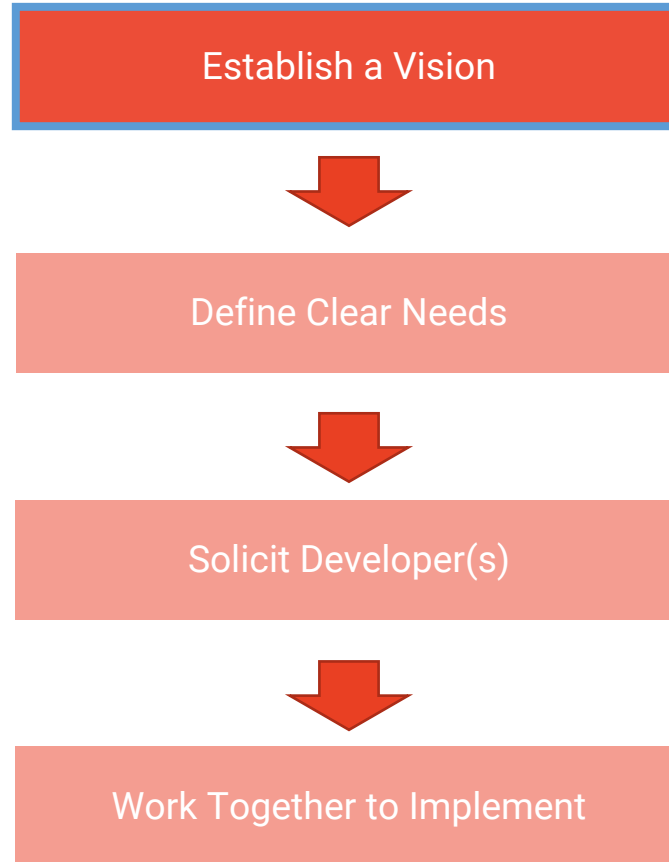 Establish a Vision
Define Clear Needs
Solicit Developer(s)
Work Together to Implement